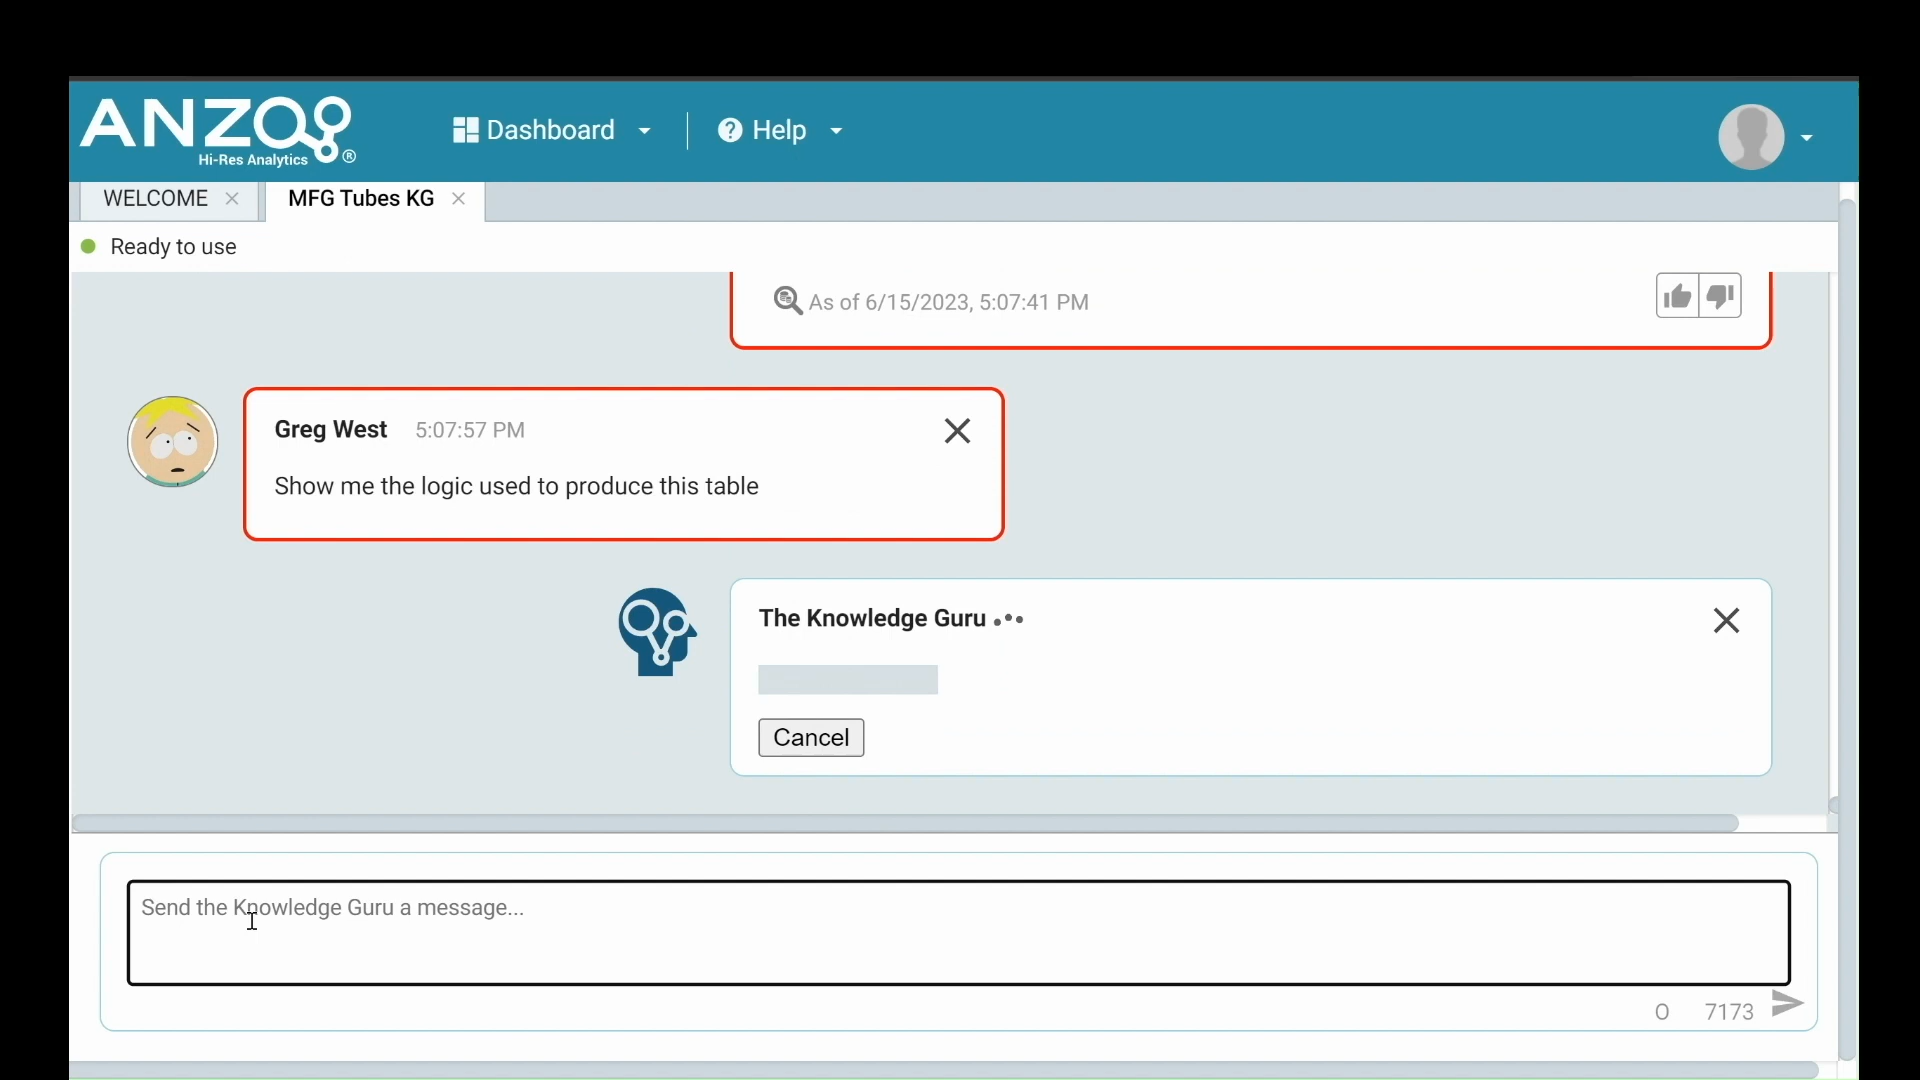 ANZO
Hi-Res Analytics ®
Dashboard
? Help
WELCOME
MFG Tubes KG
Ready to use
As of 6/15/2023, 5:07:41 PM
Greg West 5:07:57 PM
Show me the logic used to produce this table
The Knowledge Guru
Cancel
Send the Knowledge Guru a message...
0 7173